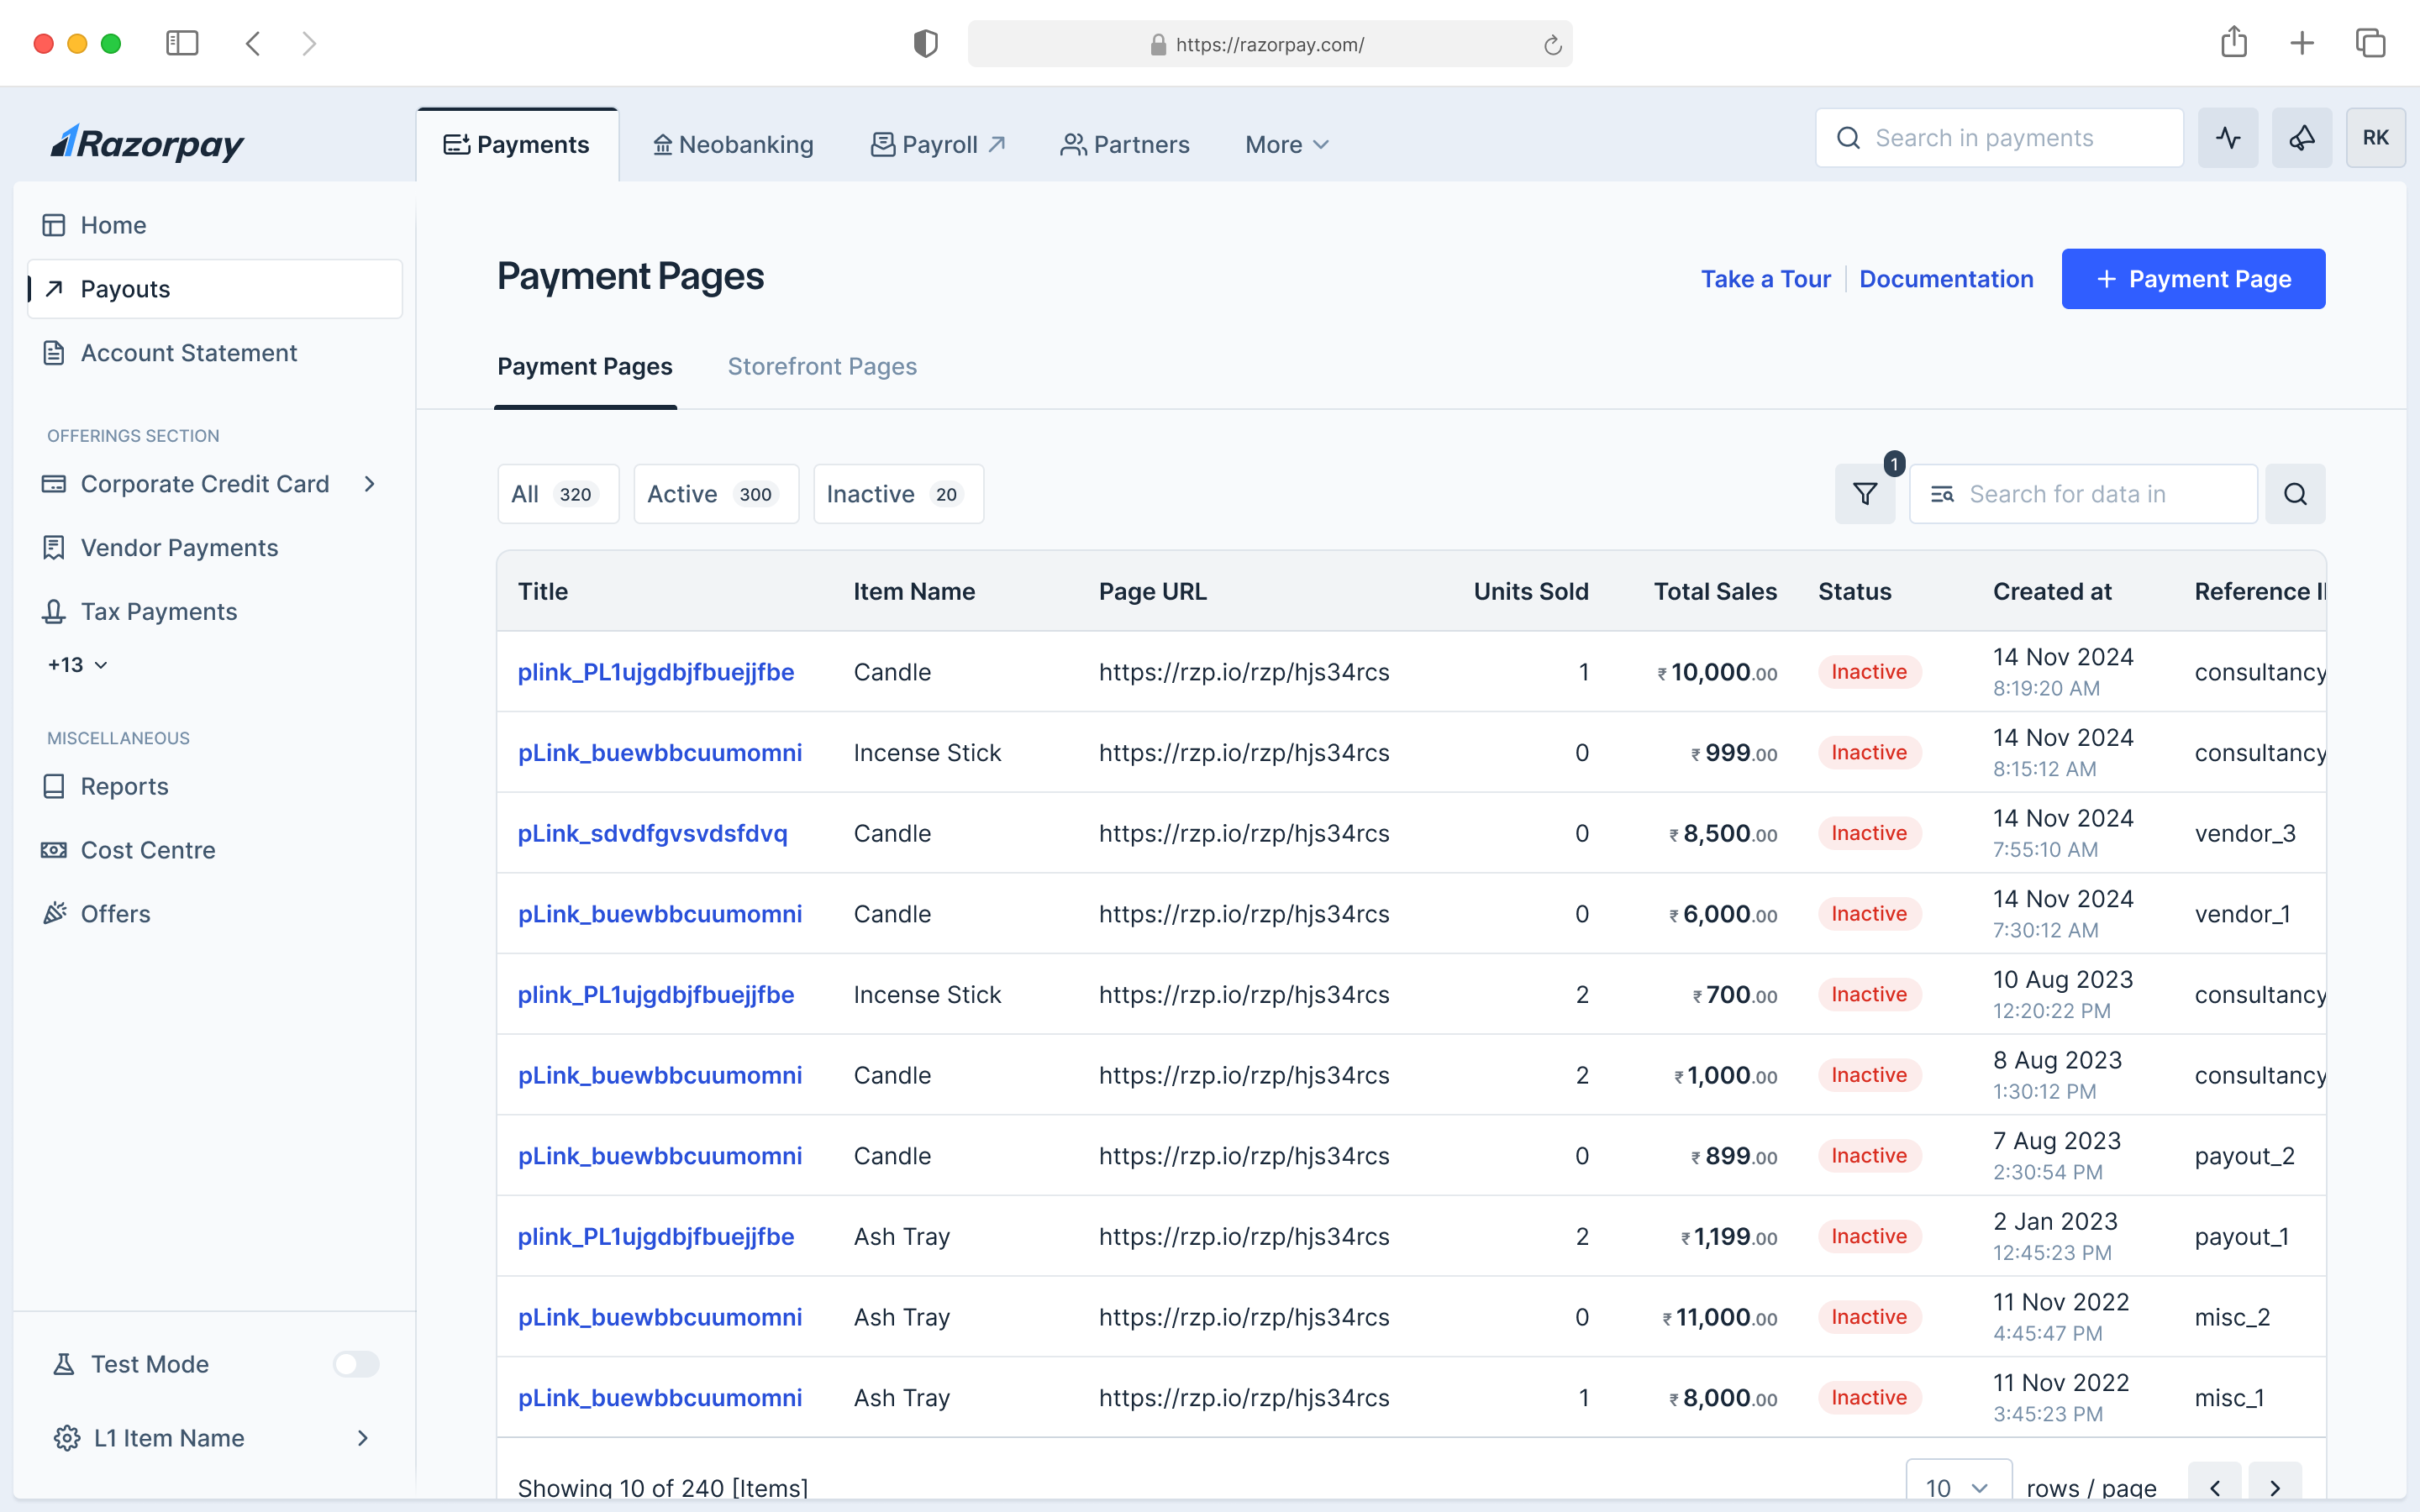 https://razorpay.com/
Razorpay
Payments
Neobanking
Payroll
Partners
More
Search in payments
RK
Home
Payouts
Account Statement
OFFERINGS SECTION
Corporate Credit Card
Vendor Payments
Tax Payments
+13
MISCELLANEOUS
Reports
Cost Centre
Offers
Test Mode
L1 Item Name
Payment Pages
Take a Tour
Documentation
+ Payment Page
Payment Pages
Storefront Pages
All 320
Active 300
Inactive 20
1
Search for data in
Title Item Name Page URL Units Sold Total Sales Status Created at Reference
plink_PL1ujgdbjfbuejjfbe Candle https://rzp.io/rzp/hjs34rcs 1 ₹10,000.00 Inactive 14 Nov 2024 consultancy
8:19:20 AM
pLink_buewbbcuumomni Incense Stick https://rzp.io/rzp/hjs34rcs 0 ₹999.00 Inactive 14 Nov 2024 consultancy
8:15:12 AM
pLink_sdvdfgvsvdsfdvq Candle https://rzp.io/rzp/hjs34rcs 0 ₹8,500.00 Inactive 14 Nov 2024 vendor_3
7:55:10 AM
pLink_buewbbcuumomni Candle https://rzp.io/rzp/hjs34rcs 0 ₹6,000.00 Inactive 14 Nov 2024 vendor_1
7:30:12 AM
plink_PL1ujgdbjfbuejjfbe Incense Stick https://rzp.io/rzp/hjs34rcs 2 ₹700.00 Inactive 10 Aug 2023 consultancy
12:20:22 PM
pLink_buewbbcuumomni Candle https://rzp.io/rzp/hjs34rcs 2 ₹1,000.00 Inactive 8 Aug 2023 consultancy
1:30:12 PM
pLink_buewbbcuumomni Candle https://rzp.io/rzp/hjs34rcs 0 ₹899.00 Inactive 7 Aug 2023 payout_2
2:30:54 PM
plink_PL1ujgdbjfbuejjfbe Ash Tray https://rzp.io/rzp/hjs34rcs 2 ₹1,199.00 Inactive 2 Jan 2023 payout_1
12:45:23 PM
pLink_buewbbcuumomni Ash Tray https://rzp.io/rzp/hjs34rcs 0 ₹11,000.00 Inactive 11 Nov 2022 misc_2
4:45:47 PM
pLink_buewbbcuumomni Ash Tray https://rzp.io/rzp/hjs34rcs 1 ₹8,000.00 Inactive 11 Nov 2022 misc_1
3:45:23 PM
Showing 10 of 240 [Items]
10 rows / page